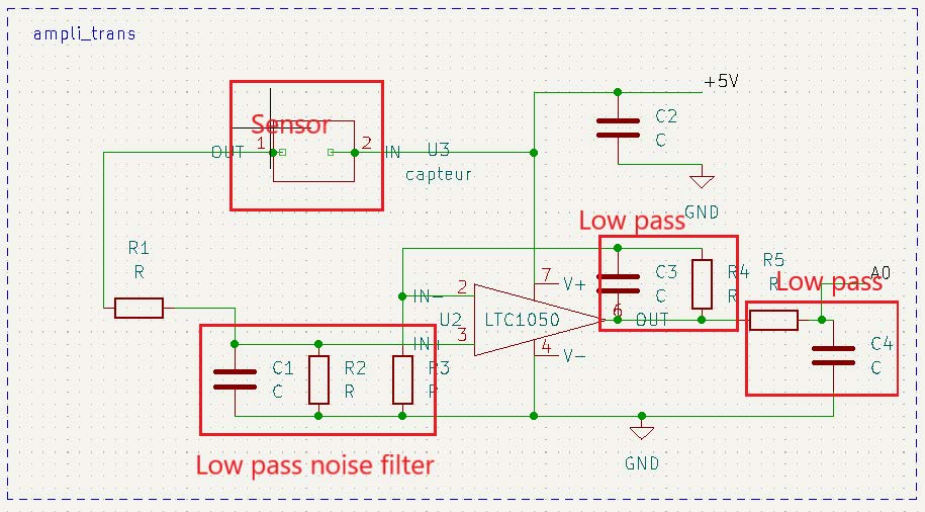 ampli_trans
+5V
C2
C
Sensor
1
2
OUT
IN
U3
capteur
GND
Low pass
R1
R
7
V+
C3
C
R4
R
R5
R
A0
Low pass
2
IN-
U2
LTC1050
6
OUT
3
IN+
4
V-
C1
C
R2
R
R3
R
C4
C
Low pass noise filter
GND